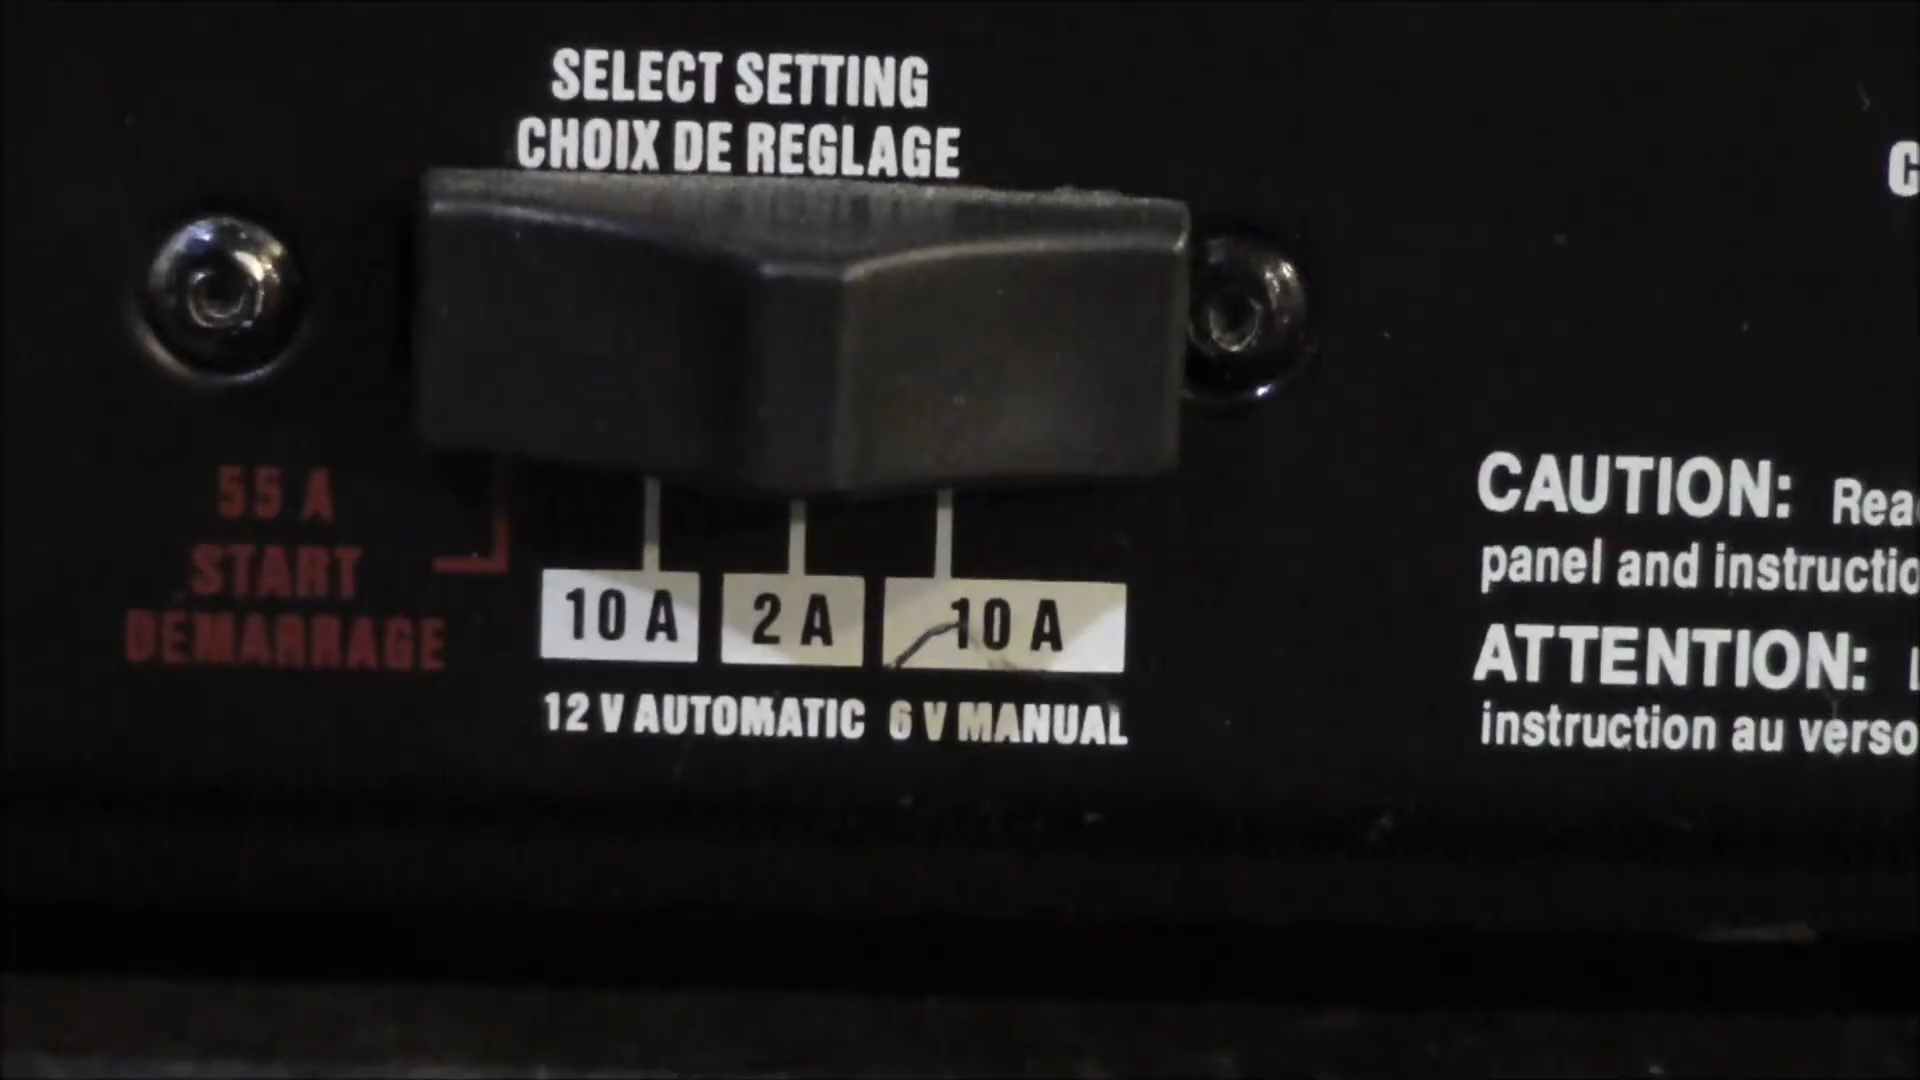 SELECT SETTING
CHOIX DE REGLAGE
55 A
START
DEMARRAGE
10 A
2 A
10 A
12 V AUTOMATIC
6 V MANUAL
CAUTION:
panel and
ATTENTION:
instruction au verso